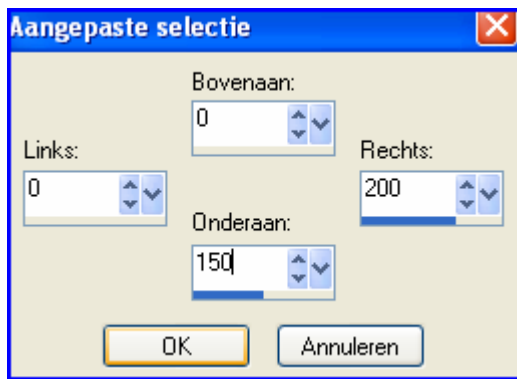 Aangepaste selectie
Bovenaan:
0
Links:
0
Rechts:
200
Onderaan:
150
OK
Annuleren